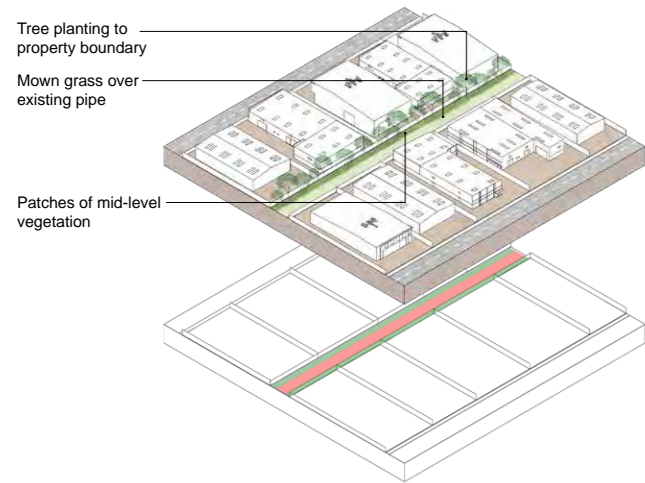 Tree planting to
property boundary
Mown grass over
existing pipe
Patches of mid-level
vegetation